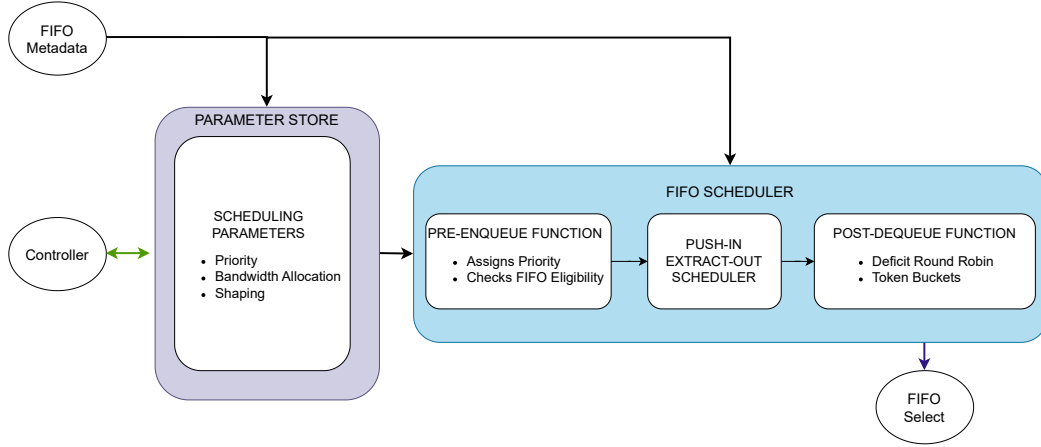 FIFO
Metadata
PARAMETER STORE
SCHEDULING
PARAMETERS
• Priority
• Bandwidth Allocation
• Shaping
Controller
FIFO SCHEDULER
PRE-ENQUEUE FUNCTION
• Assigns Priority
• Checks FIFO Eligibility
PUSH-IN
EXTRACT-OUT
SCHEDULER
POST-DEQUEUE FUNCTION
• Deficit Round Robin
• Token Buckets
FIFO
Select